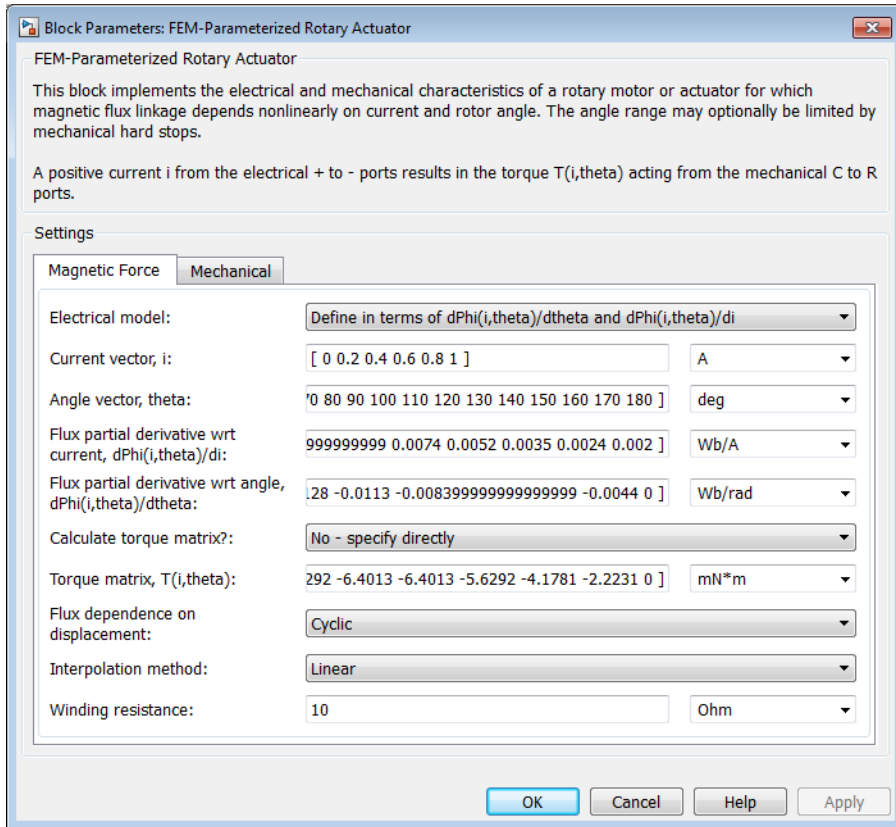 Block Parameters: FEM-Parameterized Rotary Actuator
FEM-Parameterized Rotary Actuator
This block implements the electrical and mechanical characteristics of a rotary motor or actuator for which
magnetic flux linkage depends nonlinearly on current and rotor angle. The angle range may optionally be limited by
mechanical hard stops.
A positive current i from the electrical + to - ports results in the torque T(i,theta) acting from the mechanical C to R
ports.
Settings
Magnetic Force Mechanical
Electrical model: Define in terms of dPhi(i,theta)/dtheta and dPhi(i,theta)/di
Current vector, i: [ 0 0.2 0.4 0.6 0.8 1 ] A
Angle vector, theta: 70 80 90 100 110 120 130 140 150 160 170 180 ] deg
Flux partial derivative wrt
current, dPhi(i,theta)/di: 999999999 0.0074 0.0052 0.0035 0.0024 0.002 ] Wb/A
Flux partial derivative wrt angle,
dPhi(i,theta)/dtheta: 128 -0.0113 -0.008399999999999999 -0.0044 0 ] Wb/rad
Calculate torque matrix?: No - specify directly
Torque matrix, T(i,theta): 292 -6.4013 -6.4013 -5.6292 -4.1781 -2.2231 0 ] mN*m
Flux dependence on
displacement: Cyclic
Interpolation method: Linear
Winding resistance: 10 Ohm
OK Cancel Help Apply